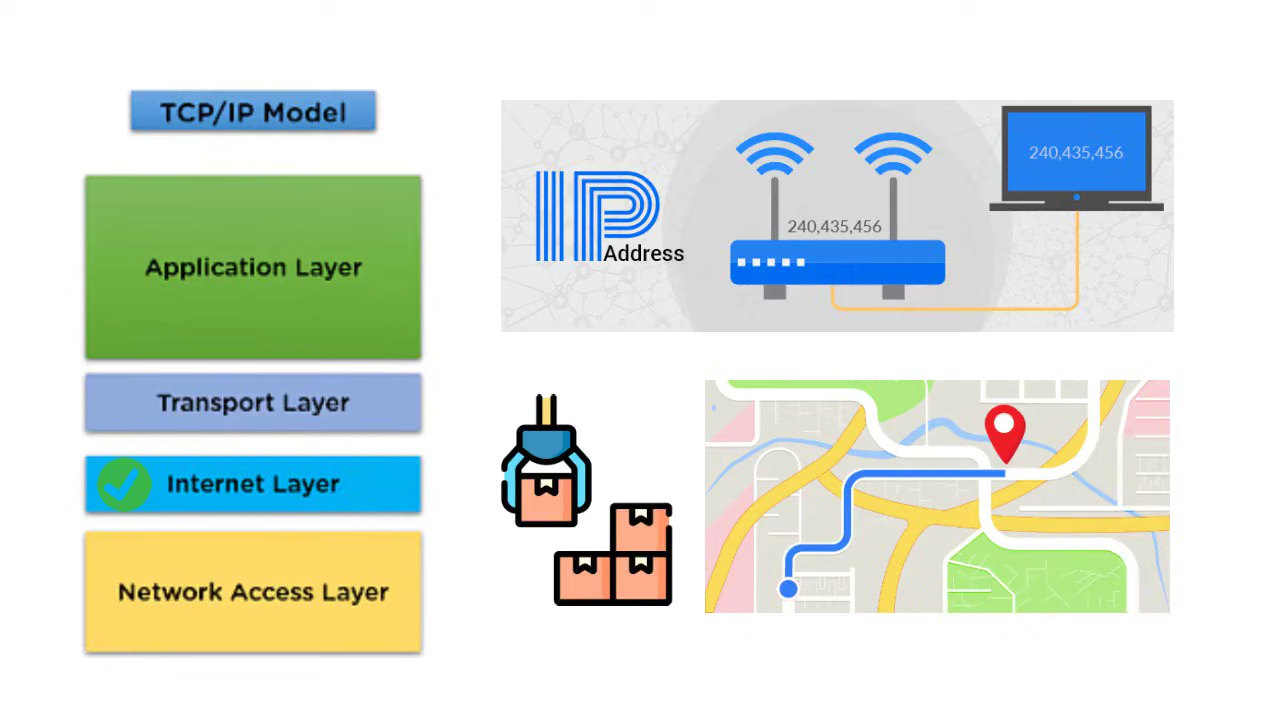 TCP/IP Model
Application Layer
Transport Layer
Internet Layer
Network Access Layer
IP
Address
240,435,456
240,435,456